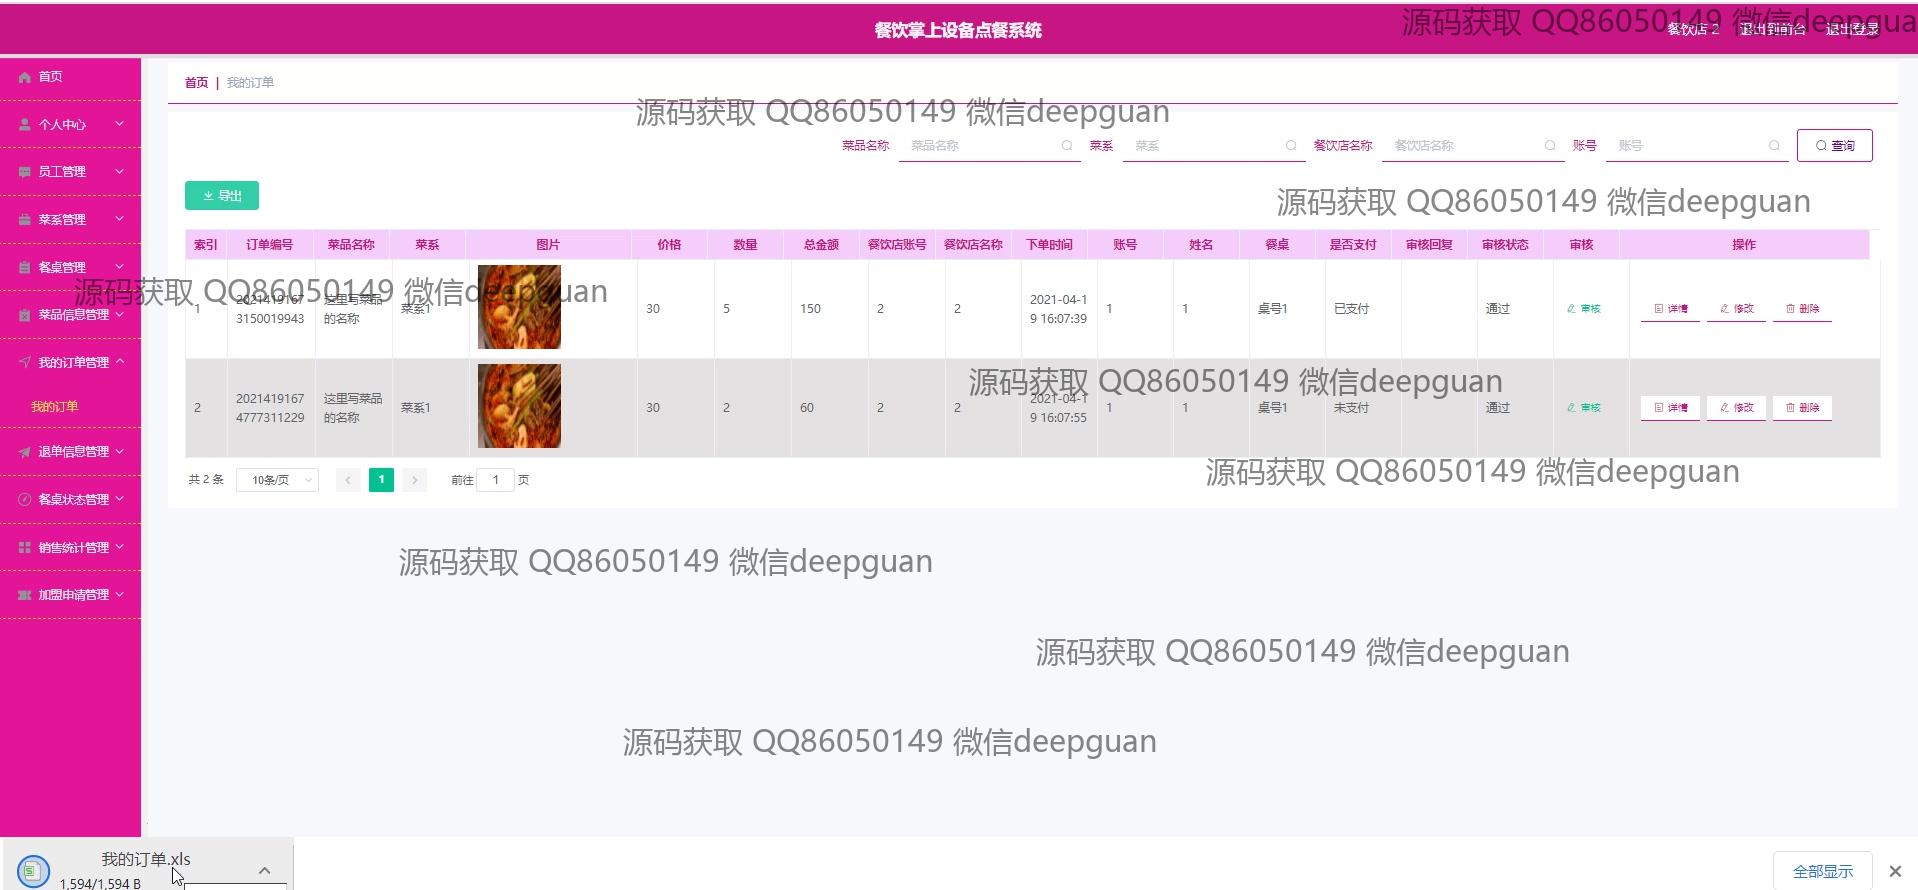 餐饮掌上设备点餐系统
餐饮店 2 退出到前台 退出登录
源码获取 QQ86050149 微信deepgua
首页
个人中心
员工管理
菜系管理
餐桌管理
菜品信息管理
我的订单管理
我的订单
退单信息管理
餐桌状态管理
销售统计管理
加盟申请管理
首页 | 我的订单
源码获取 QQ86050149 微信deepguan
菜品名称 菜品名称 菜系 菜系 餐饮店名称 餐饮店名称 账号 账号 查询
导出
源码获取 QQ86050149 微信deepguan
索引 订单编号 菜品名称 菜系 图片 价格 数量 总金额 餐饮店账号 餐饮店名称 下单时间 账号 姓名 餐桌 是否支付 审核回复 审核状态 审核 操作
源码获取 QQ86050149 微信deepguan
1 2021419167 3150019943 这里写菜品的名称 菜系1 30 5 150 2 2 2021-04-19 16:07:39 1 1 桌号1 已支付 通过 审核 详情 修改 删除
源码获取 QQ86050149 微信deepguan
2 2021419167 4777311229 这里写菜品的名称 菜系1 30 2 60 2 2 2021-04-19 16:07:55 1 1 桌号1 未支付 通过 审核 详情 修改 删除
共 2 条 10条/页 1 前往 1 页
源码获取 QQ86050149 微信deepguan
源码获取 QQ86050149 微信deepguan
源码获取 QQ86050149 微信deepguan
源码获取 QQ86050149 微信deepguan
我的订单.xls
1,594/1,594 B
全部显示